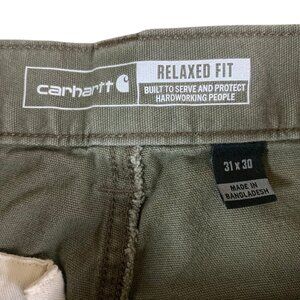 carhartt
RELAXED FIT
BUILT TO SERVE AND PROTECT
HARDWORKING PEOPLE
31 x 30
MADE IN
BANGLADESH